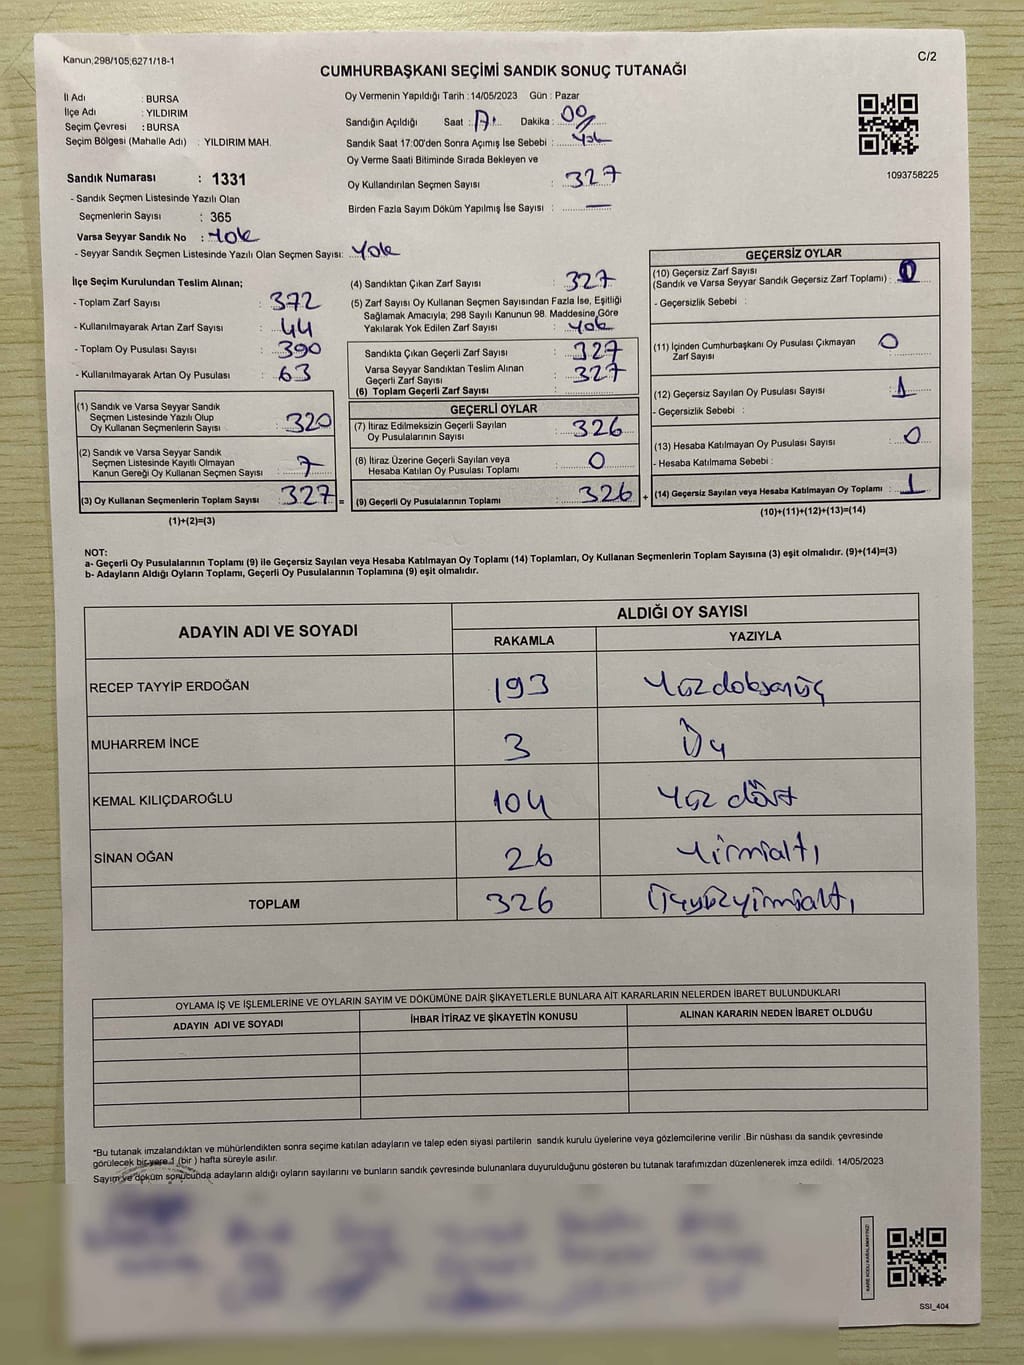 Kanun,298/105,6271/18-1
C/2
CUMHURBAŞKANI SEÇİMİ SANDIK SONUÇ TUTANAĞI
İl Adı : BURSA
İlçe Adı : YILDIRIM
Seçim Çevresi : BURSA
Seçim Bölgesi (Mahalle Adı) : YILDIRIM MAH.
Sandık Numarası : 1331
- Sandık Seçmen Listesinde Yazılı Olan
Seçmenlerin Sayısı : 365
Varsa Seyyar Sandık No : Yok
- Seyyar Sandık Seçmen Listesinde Yazılı Olan Seçmen Sayısı: Yok
Oy Vermenin Yapıldığı Tarih : 14/05/2023 Gün : Pazar
Sandığın Açıldığı Saat : Dakika : 00
Sandık Saat 17:00'den Sonra Açımış İse Sebebi : Yok
Oy Verme Saati Bitiminde Sırada Bekleyen ve
Oy Kullandırılan Seçmen Sayısı : 327
Birden Fazla Sayım Döküm Yapılmış İse Sayısı : —
1093758225
İlçe Seçim Kurulundan Teslim Alınan;
- Toplam Zarf Sayısı : 372
- Kullanılmayarak Artan Zarf Sayısı : 44
- Toplam Oy Pusulası Sayısı : 390
- Kullanılmayarak Artan Oy Pusulası : 63
(1) Sandık ve Varsa Seyyar Sandık
Seçmen Listesinde Yazılı Olup
Oy Kullanan Seçmenlerin Sayısı : 320
(2) Sandık ve Varsa Seyyar Sandık
Seçmen Listesinde Kayıtlı Olmayan
Kanun Gereği Oy Kullanan Seçmen Sayısı : 7
(3) Oy Kullanan Seçmenlerin Toplam Sayısı : 327 =
(1)+(2)=(3)
(4) Sandıktan Çıkan Zarf Sayısı : 327
(5) Zarf Sayısı Oy Kullanan Seçmen Sayısından Fazla İse, Eşitliği
Sağlamak Amacıyla; 298 Sayılı Kanunun 98. Maddesine Göre
Yakılarak Yok Edilen Zarf Sayısı : Yok
Sandıkta Çıkan Geçerli Zarf Sayısı : 327
Varsa Seyyar Sandıktan Teslim Alınan
Geçerli Zarf Sayısı : 327
(6) Toplam Geçerli Zarf Sayısı :
GEÇERLİ OYLAR
(7) İtiraz Edilmeksizin Geçerli Sayılan
Oy Pusulalarının Sayısı : 326
(8) İtiraz Üzerine Geçerli Sayılan veya
Hesaba Katılan Oy Pusulası Toplamı : 0
(9) Geçerli Oy Pusulalarının Toplamı : 326 +
GEÇERSİZ OYLAR
(10) Geçersiz Zarf Sayısı
(Sandık ve Varsa Seyyar Sandık Geçersiz Zarf Toplamı) : 0
- Geçersizlik Sebebi :
(11) İçinden Cumhurbaşkanı Oy Pusulası Çıkmayan
Zarf Sayısı : 0
(12) Geçersiz Sayılan Oy Pusulası Sayısı : 1
- Geçersizlik Sebebi :
(13) Hesaba Katılmayan Oy Pusulası Sayısı : 0
- Hesaba Katılmama Sebebi :
(14) Geçersiz Sayılan veya Hesaba Katılmayan Oy Toplamı : 1
(10)+(11)+(12)+(13)=(14)
NOT:
a- Geçerli Oy Pusulalarının Toplamı (9) ile Geçersiz Sayılan veya Hesaba Katılmayan Oy Toplamı (14) Toplamları, Oy Kullanan Seçmenlerin Toplam Sayısına (3) eşit olmalıdır. (9)+(14)=(3)
b- Adayların Aldığı Oyların Toplamı, Geçerli Oy Pusulalarının Toplamına (9) eşit olmalıdır.
ADAYIN ADI VE SOYADI
ALDIĞI OY SAYISI
RAKAMLA YAZIYLA
RECEP TAYYİP ERDOĞAN 193 Yüzdoksanüç
MUHARREM İNCE 3 Üç
KEMAL KILIÇDAROĞLU 104 Yüz dört
SİNAN OĞAN 26 Yirmialtı
TOPLAM 326 Üçyüzyirmialtı
OYLAMA İŞ VE İŞLEMLERİNE VE OYLARIN SAYIM VE DÖKÜMÜNE DAİR ŞİKAYETLERLE BUNLARA AİT KARARLARIN NELERDEN İBARET BULUNDUKLARI
ADAYIN ADI VE SOYADI İHBAR İTİRAZ VE ŞİKAYETİN KONUSU ALINAN KARARIN NEDEN İBARET OLDUĞU
*Bu tutanak imzalandıktan ve mühürlendikten sonra seçime katılan adayların ve talep eden siyasi partilerin sandık kurulu üyelerine veya gözlemcilerine verilir .Bir nüshası da sandık çevresinde
görülecek bir yere 1 (bir ) hafta süreyle asılır.
Sayım ve döküm sonucunda adayların aldığı oyların sayılarını ve bunların sandık çevresinde bulunanlara duyurulduğunu gösteren bu tutanak tarafımızdan düzenlenerek imza edildi. 14/05/2023
SSI_404